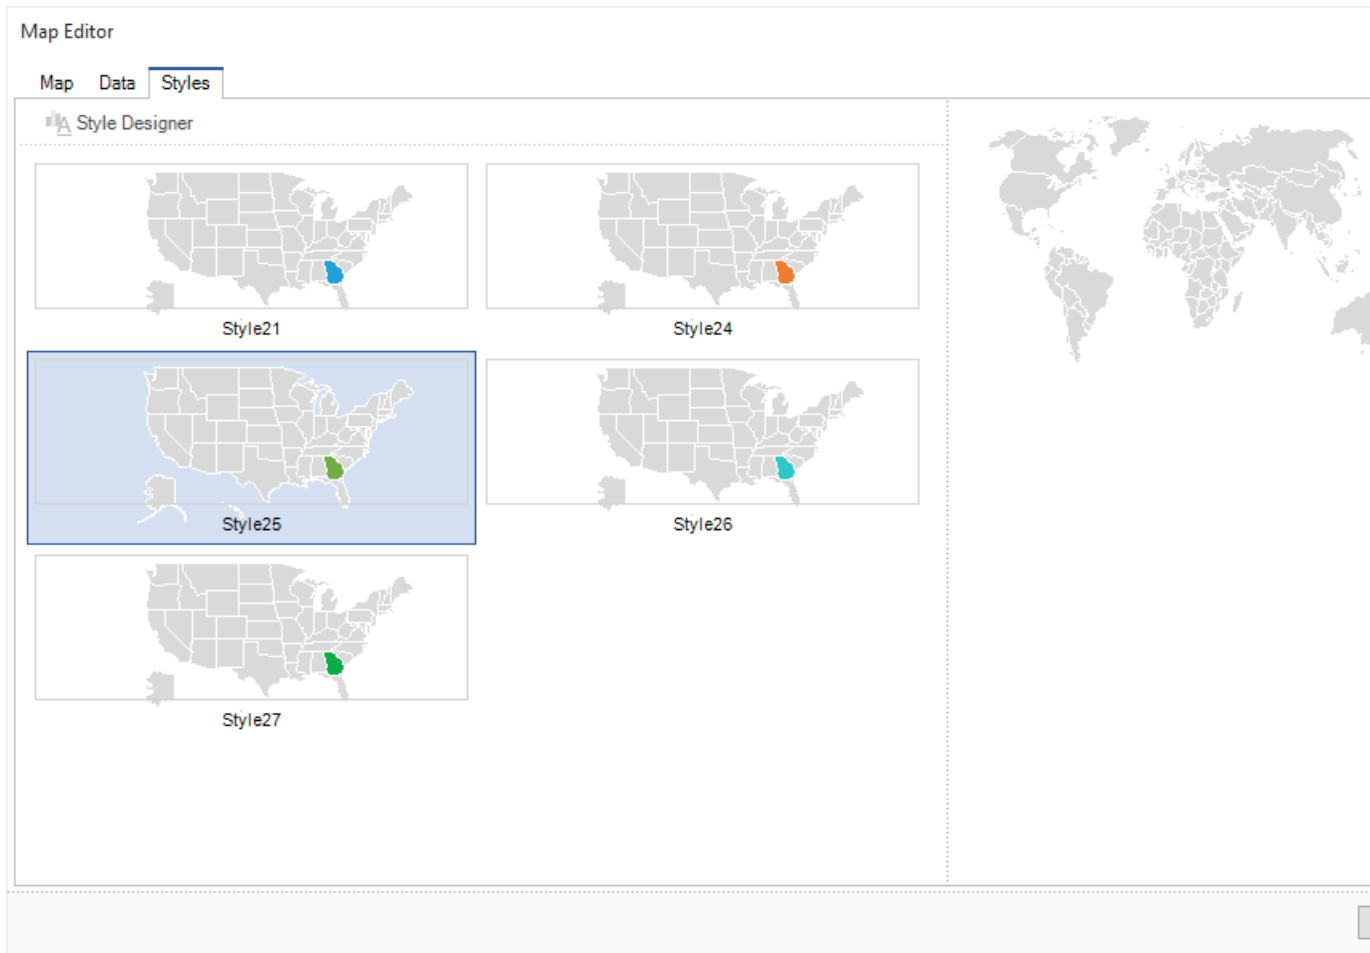 Map Editor
Map Data Styles
A Style Designer
Style21 Style24
Style25 Style26
Style27